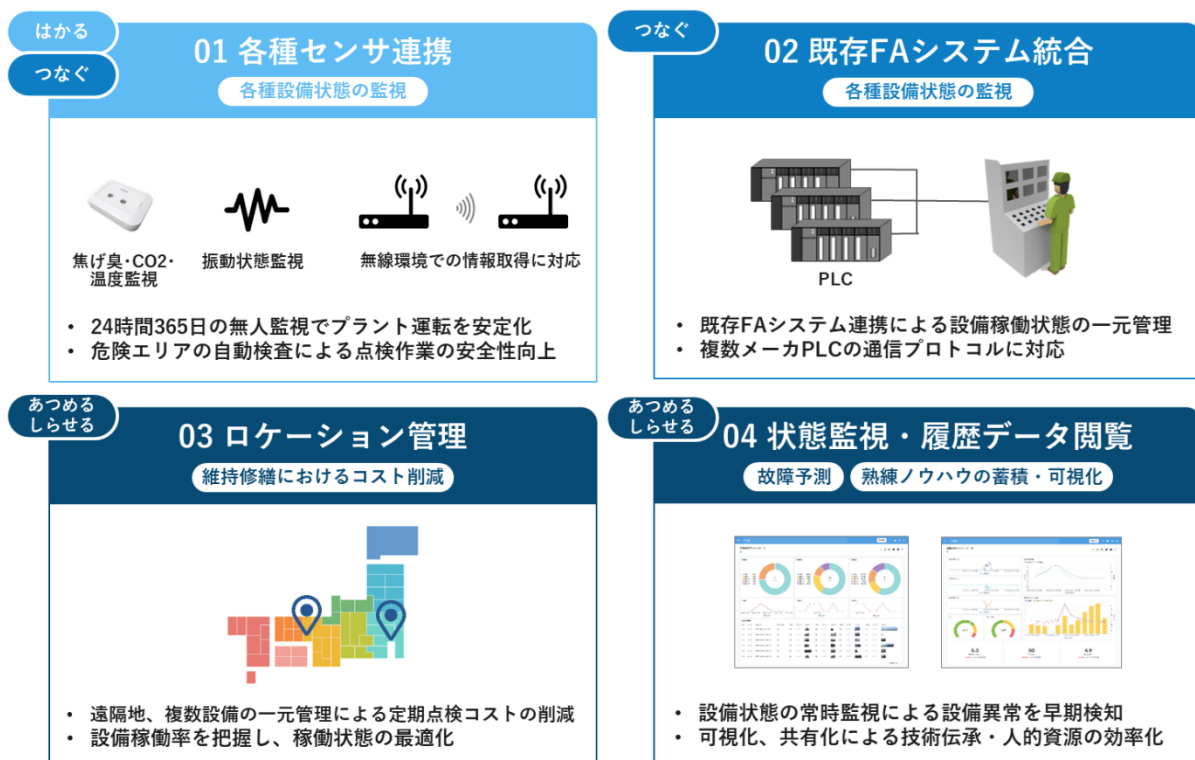 はかる
つなぐ
01 各種センサ連携
各種設備状態の監視
焦げ臭･CO2･
温度監視
振動状態監視
無線環境での情報取得に対応
• 24時間365日の無人監視でプラント運転を安定化
• 危険エリアの自動検査による点検作業の安全性向上
つなぐ
02 既存FAシステム統合
各種設備状態の監視
PLC
• 既存FAシステム連携による設備稼働状態の一元管理
• 複数メーカPLCの通信プロトコルに対応
あつめる
しらせる
03 ロケーション管理
維持修繕におけるコスト削減
• 遠隔地、複数設備の一元管理による定期点検コストの削減
• 設備稼働率を把握し、稼働状態の最適化
あつめる
しらせる
04 状態監視・履歴データ閲覧
故障予測
熟練ノウハウの蓄積・可視化
• 設備状態の常時監視による設備異常を早期検知
• 可視化、共有化による技術伝承・人的資源の効率化